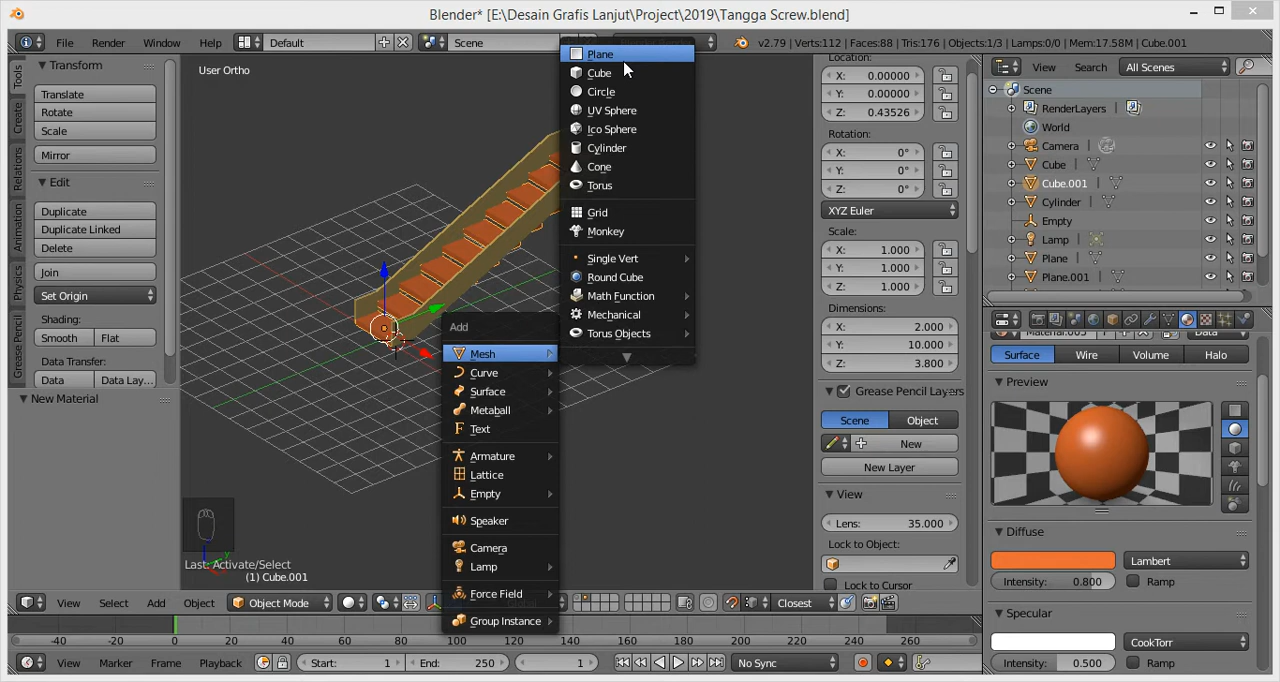 Blender* [E:\Desain Grafis Lanjut\Project\2019\Tangga Screw.blend]
File Render Window Help Default Scene v2.79 | Verts:112 | Faces:88 | Tris:176 | Objects:1/3 | Lamps:0/0 | Mem:17.58M | Cube.001
Tools
Create
Relations
Animation
Physics
Grease Pencil
Transform
Translate
Rotate
Scale
Mirror
Edit
Duplicate
Duplicate Linked
Delete
Join
Set Origin
Shading:
Smooth Flat
Data Transfer:
Data Data Lay...
New Material
User Ortho
Last: Activate/Select
(1) Cube.001
Add
Mesh
Curve
Surface
Metaball
Text
Armature
Lattice
Empty
Speaker
Camera
Lamp
Force Field
Group Instance
Plane
Cube
Circle
UV Sphere
Ico Sphere
Cylinder
Cone
Torus
Grid
Monkey
Single Vert
Round Cube
Math Function
Mechanical
Torus Objects
Location:
X: 0.00000
Y: 0.00000
Z: 0.43526
Rotation:
X: 0°
Y: 0°
Z: 0°
XYZ Euler
Scale:
X: 1.000
Y: 1.000
Z: 1.000
Dimensions:
X: 2.000
Y: 10.000
Z: 3.800
Grease Pencil Layers
Scene Object
New
New Layer
View
Lens: 35.000
Lock to Object:
Lock to Cursor
View Search All Scenes
Scene
RenderLayers
World
Camera
Cube
Cube.001
Cylinder
Empty
Lamp
Plane
Plane.001
Data
Surface Wire Volume Halo
Preview
Diffuse
Lambert
Intensity: 0.800 Ramp
Specular
CookTorr
Intensity: 0.500 Ramp
View Select Add Object Object Mode Closest
-40 -20 0 20 40 60 80 100 120 140 160 180 200 220 240 260
View Marker Frame Playback Start: 1 End: 250 1 No Sync